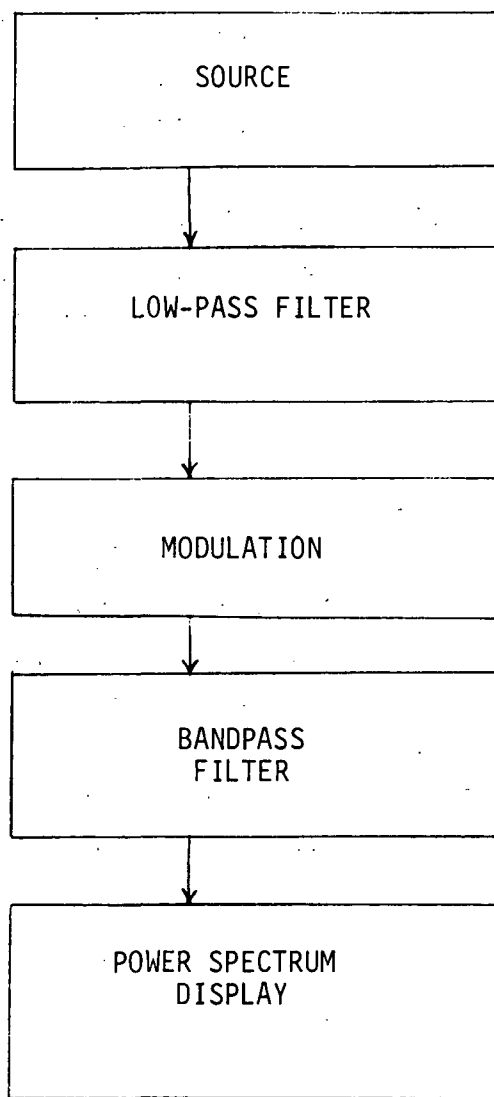 SOURCE
LOW-PASS FILTER
MODULATION
BANDPASS
FILTER
POWER SPECTRUM
DISPLAY